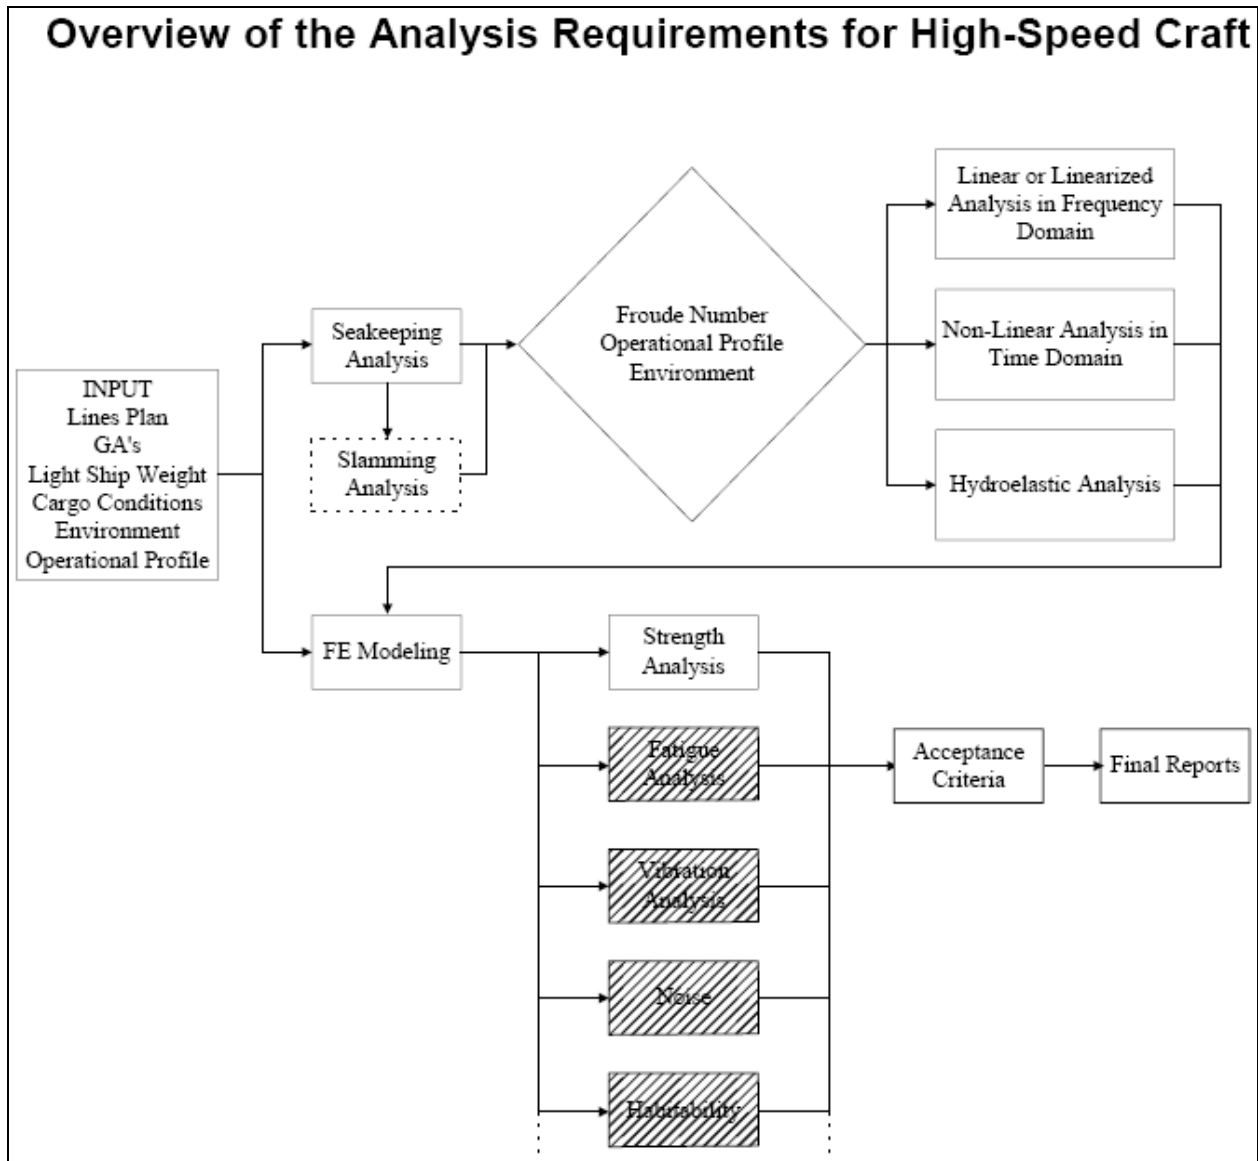 Overview of the Analysis Requirements for High-Speed Craft
INPUT
Lines Plan
GA's
Light Ship Weight
Cargo Conditions
Environment
Operational Profile
Seakeeping
Analysis
Slamming
Analysis
Froude Number
Operational Profile
Environment
Linear or Linearized
Analysis in Frequency
Domain
Non-Linear Analysis in
Time Domain
Hydroelastic Analysis
FE Modeling
Strength
Analysis
Fatigue
Analysis
Vibration
Analysis
Noise
Habitability
Acceptance
Criteria
Final Reports